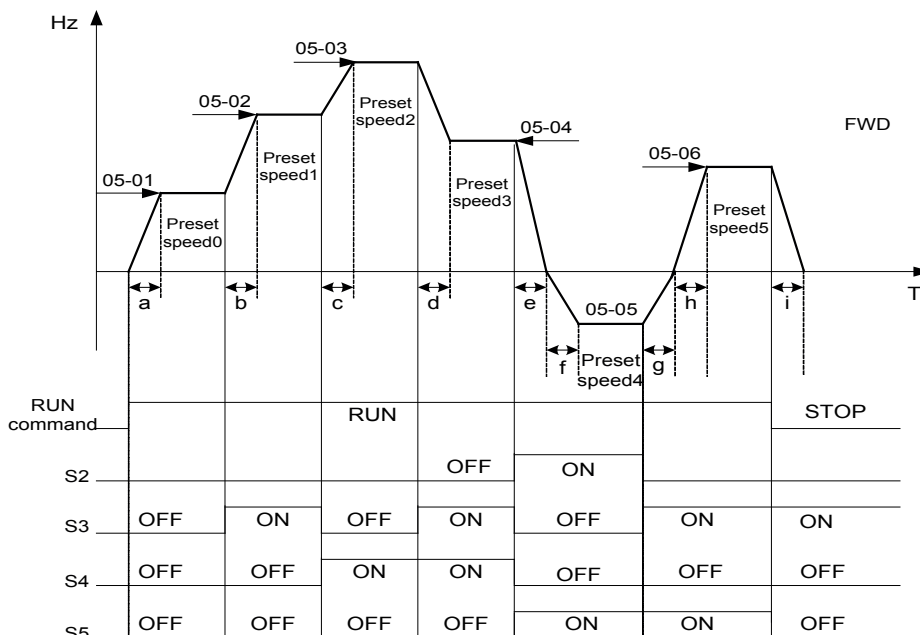 Hz
05-03
05-02
Preset
speed2
05-04
FWD
Preset
speed1
05-06
05-01
Preset
speed3
Preset
speed0
Preset
speed5
a
b
c
d
e
h
i
T
05-05
f
Preset
speed4
g
RUN
command
RUN
STOP
S2
OFF
ON
S3
OFF
ON
OFF
ON
OFF
ON
ON
S4
OFF
OFF
ON
ON
OFF
OFF
OFF
S5
OFF
OFF
OFF
OFF
ON
ON
OFF